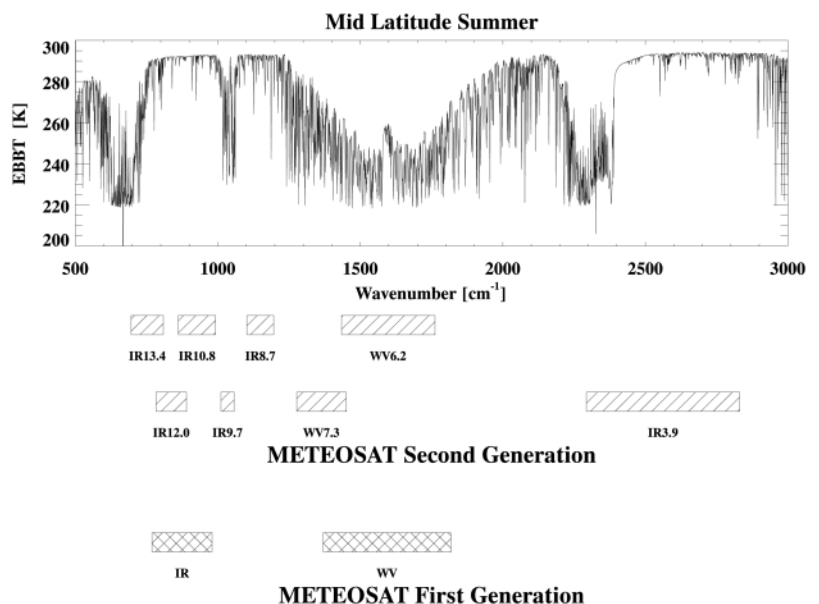 Mid Latitude Summer
300
280
260
240
220
200
EBBT [K]
500 1000 1500 2000 2500 3000
Wavenumber [cm⁻¹]
IR13.4 IR10.8 IR8.7 WV6.2
IR12.0 IR9.7 WV7.3 IR3.9
METEOSAT Second Generation
IR WV
METEOSAT First Generation